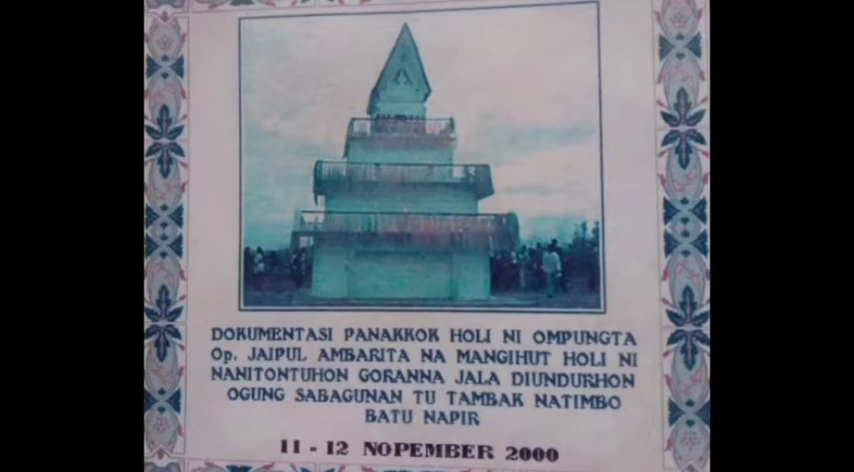 DOKUMENTASI PANAKKOK HOLI NI OMPUNGTA
Op. JAIPUL AMBARITA NA MANGIHUT HOLI NI
NANITONTUHON GORANNA JALA DIUNDURHON
OGUNG SABAGUNAN TU TAMBAK NATIMBO
BATU NAPIR
11 - 12 NOPEMBER 2000